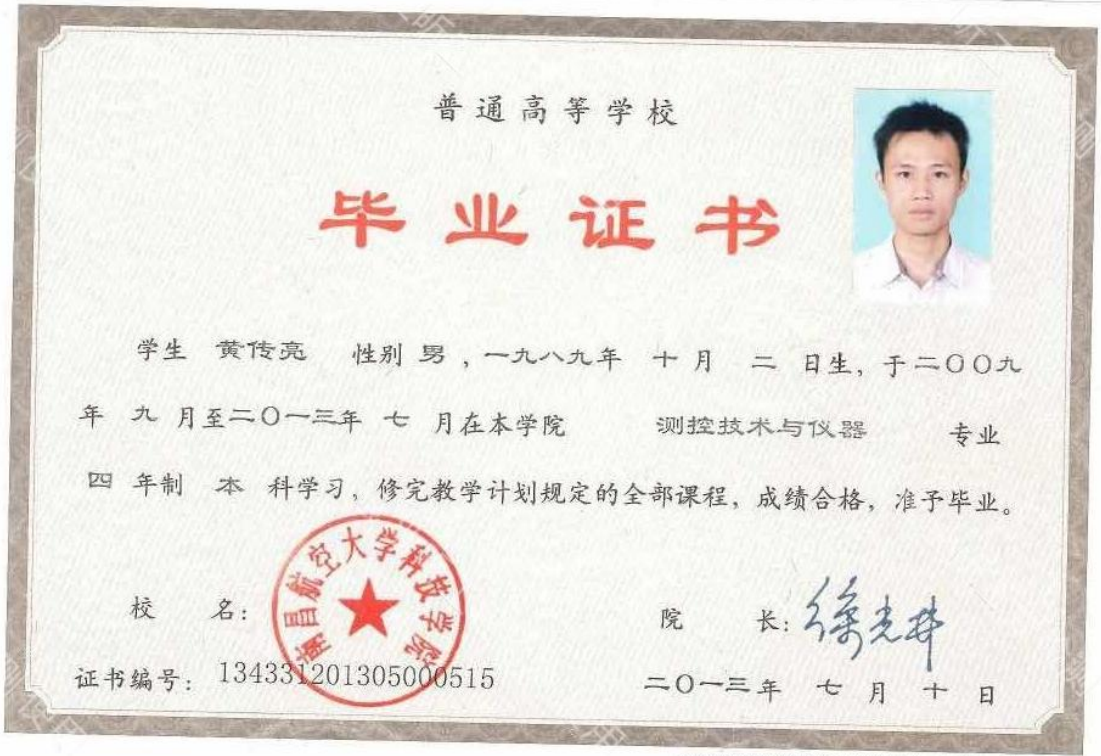 普通高等学校
毕业证书
学生 黄传亮 性别 男，一九八九年 十 月 二 日生，于二〇〇九
年 九 月至二〇一三年 七 月在本学院 测控技术与仪器 专业
四 年制 本 科学习，修完教学计划规定的全部课程，成绩合格，准予毕业。
南昌航空大学科技学院
校 名： 院 长：
证书编号：134331201305000515 二〇一三年 七 月 十 日